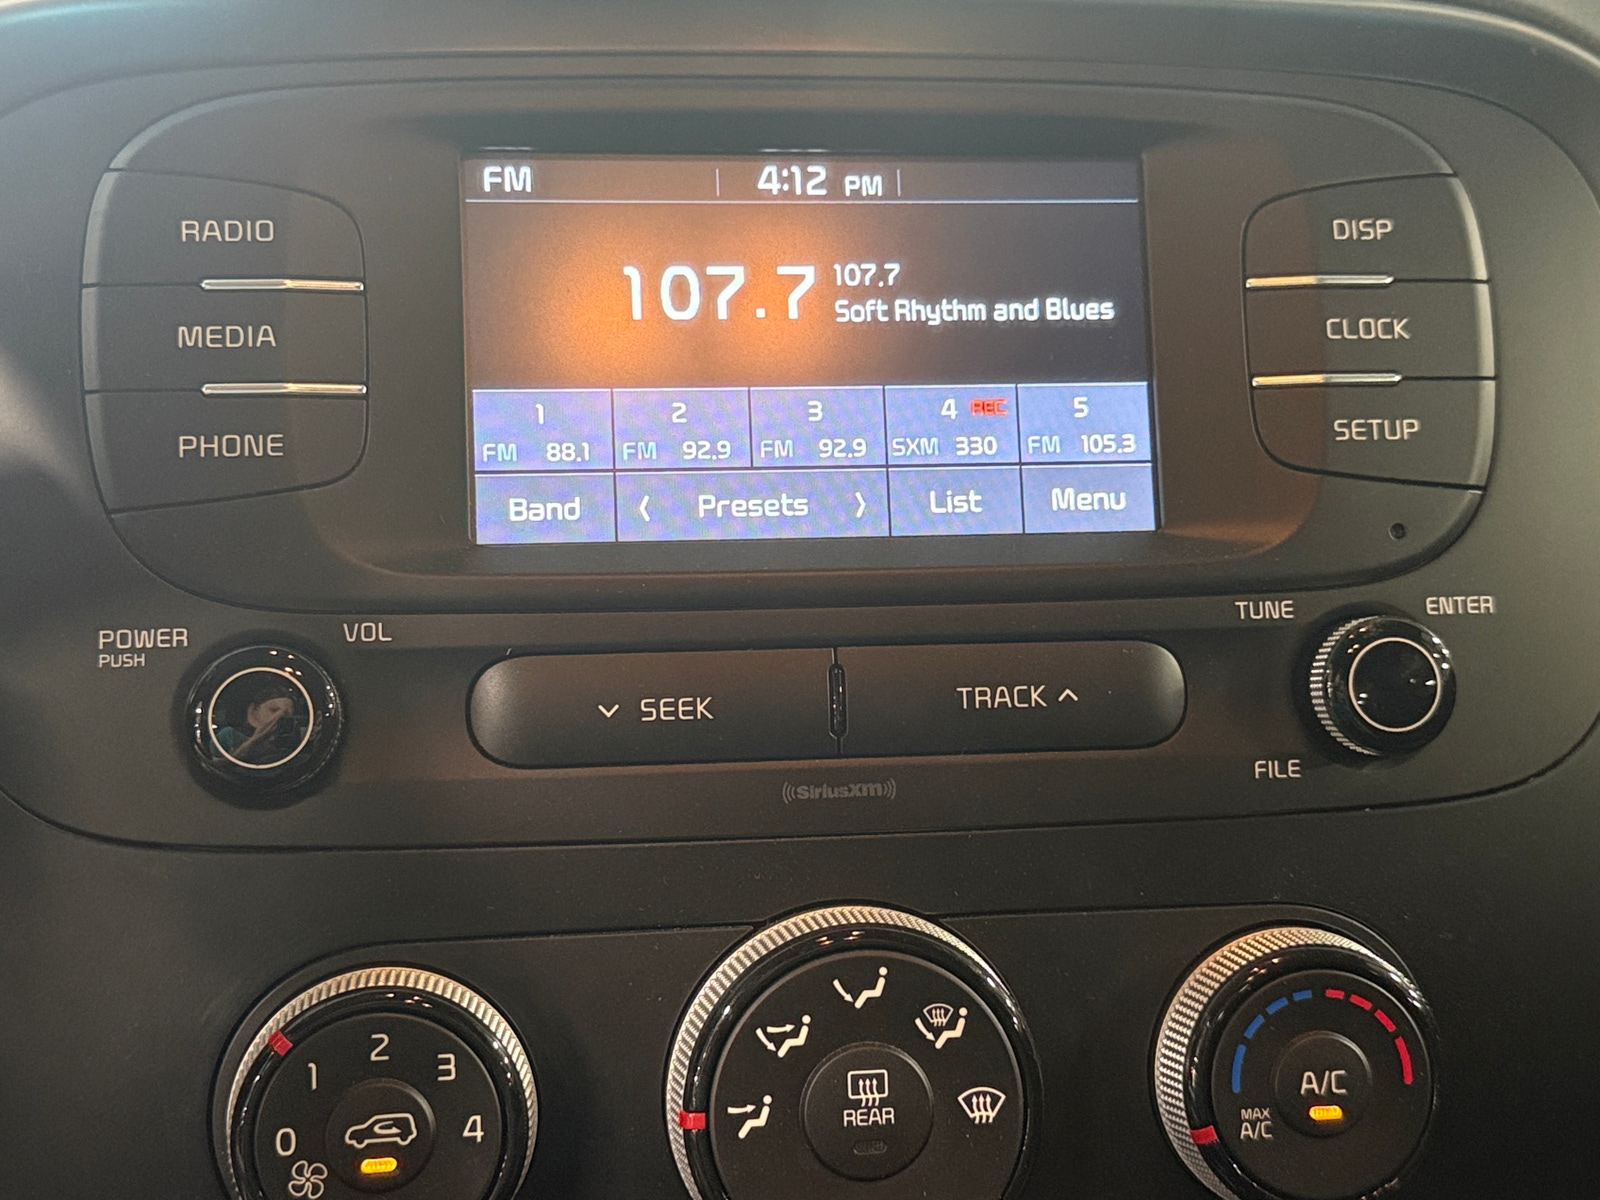 FM 4:12 PM
RADIO
MEDIA
PHONE
107.7
107.7
Soft Rhythm and Blues
1
FM 88.1
2
FM 92.9
3
FM 92.9
4 REC
SXM 330
5
FM 105.3
Band
Presets
List
Menu
DISP
CLOCK
SETUP
POWER
PUSH
VOL
SEEK
TRACK
TUNE
ENTER
FILE
SiriusXM
0
1
2
3
4
REAR
A/C
MAX
A/C